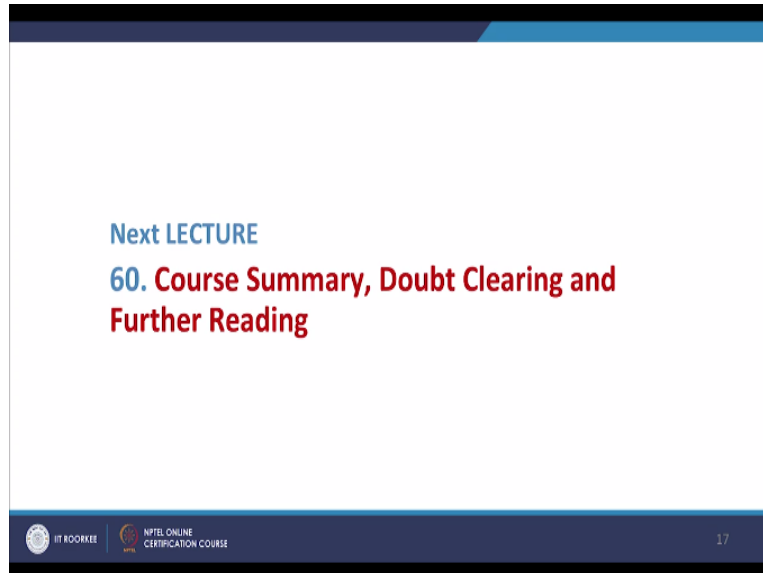 Next LECTURE
60. Course Summary, Doubt Clearing and
Further Reading
IIT ROORKEE
NPTEL ONLINE
CERTIFICATION COURSE
17